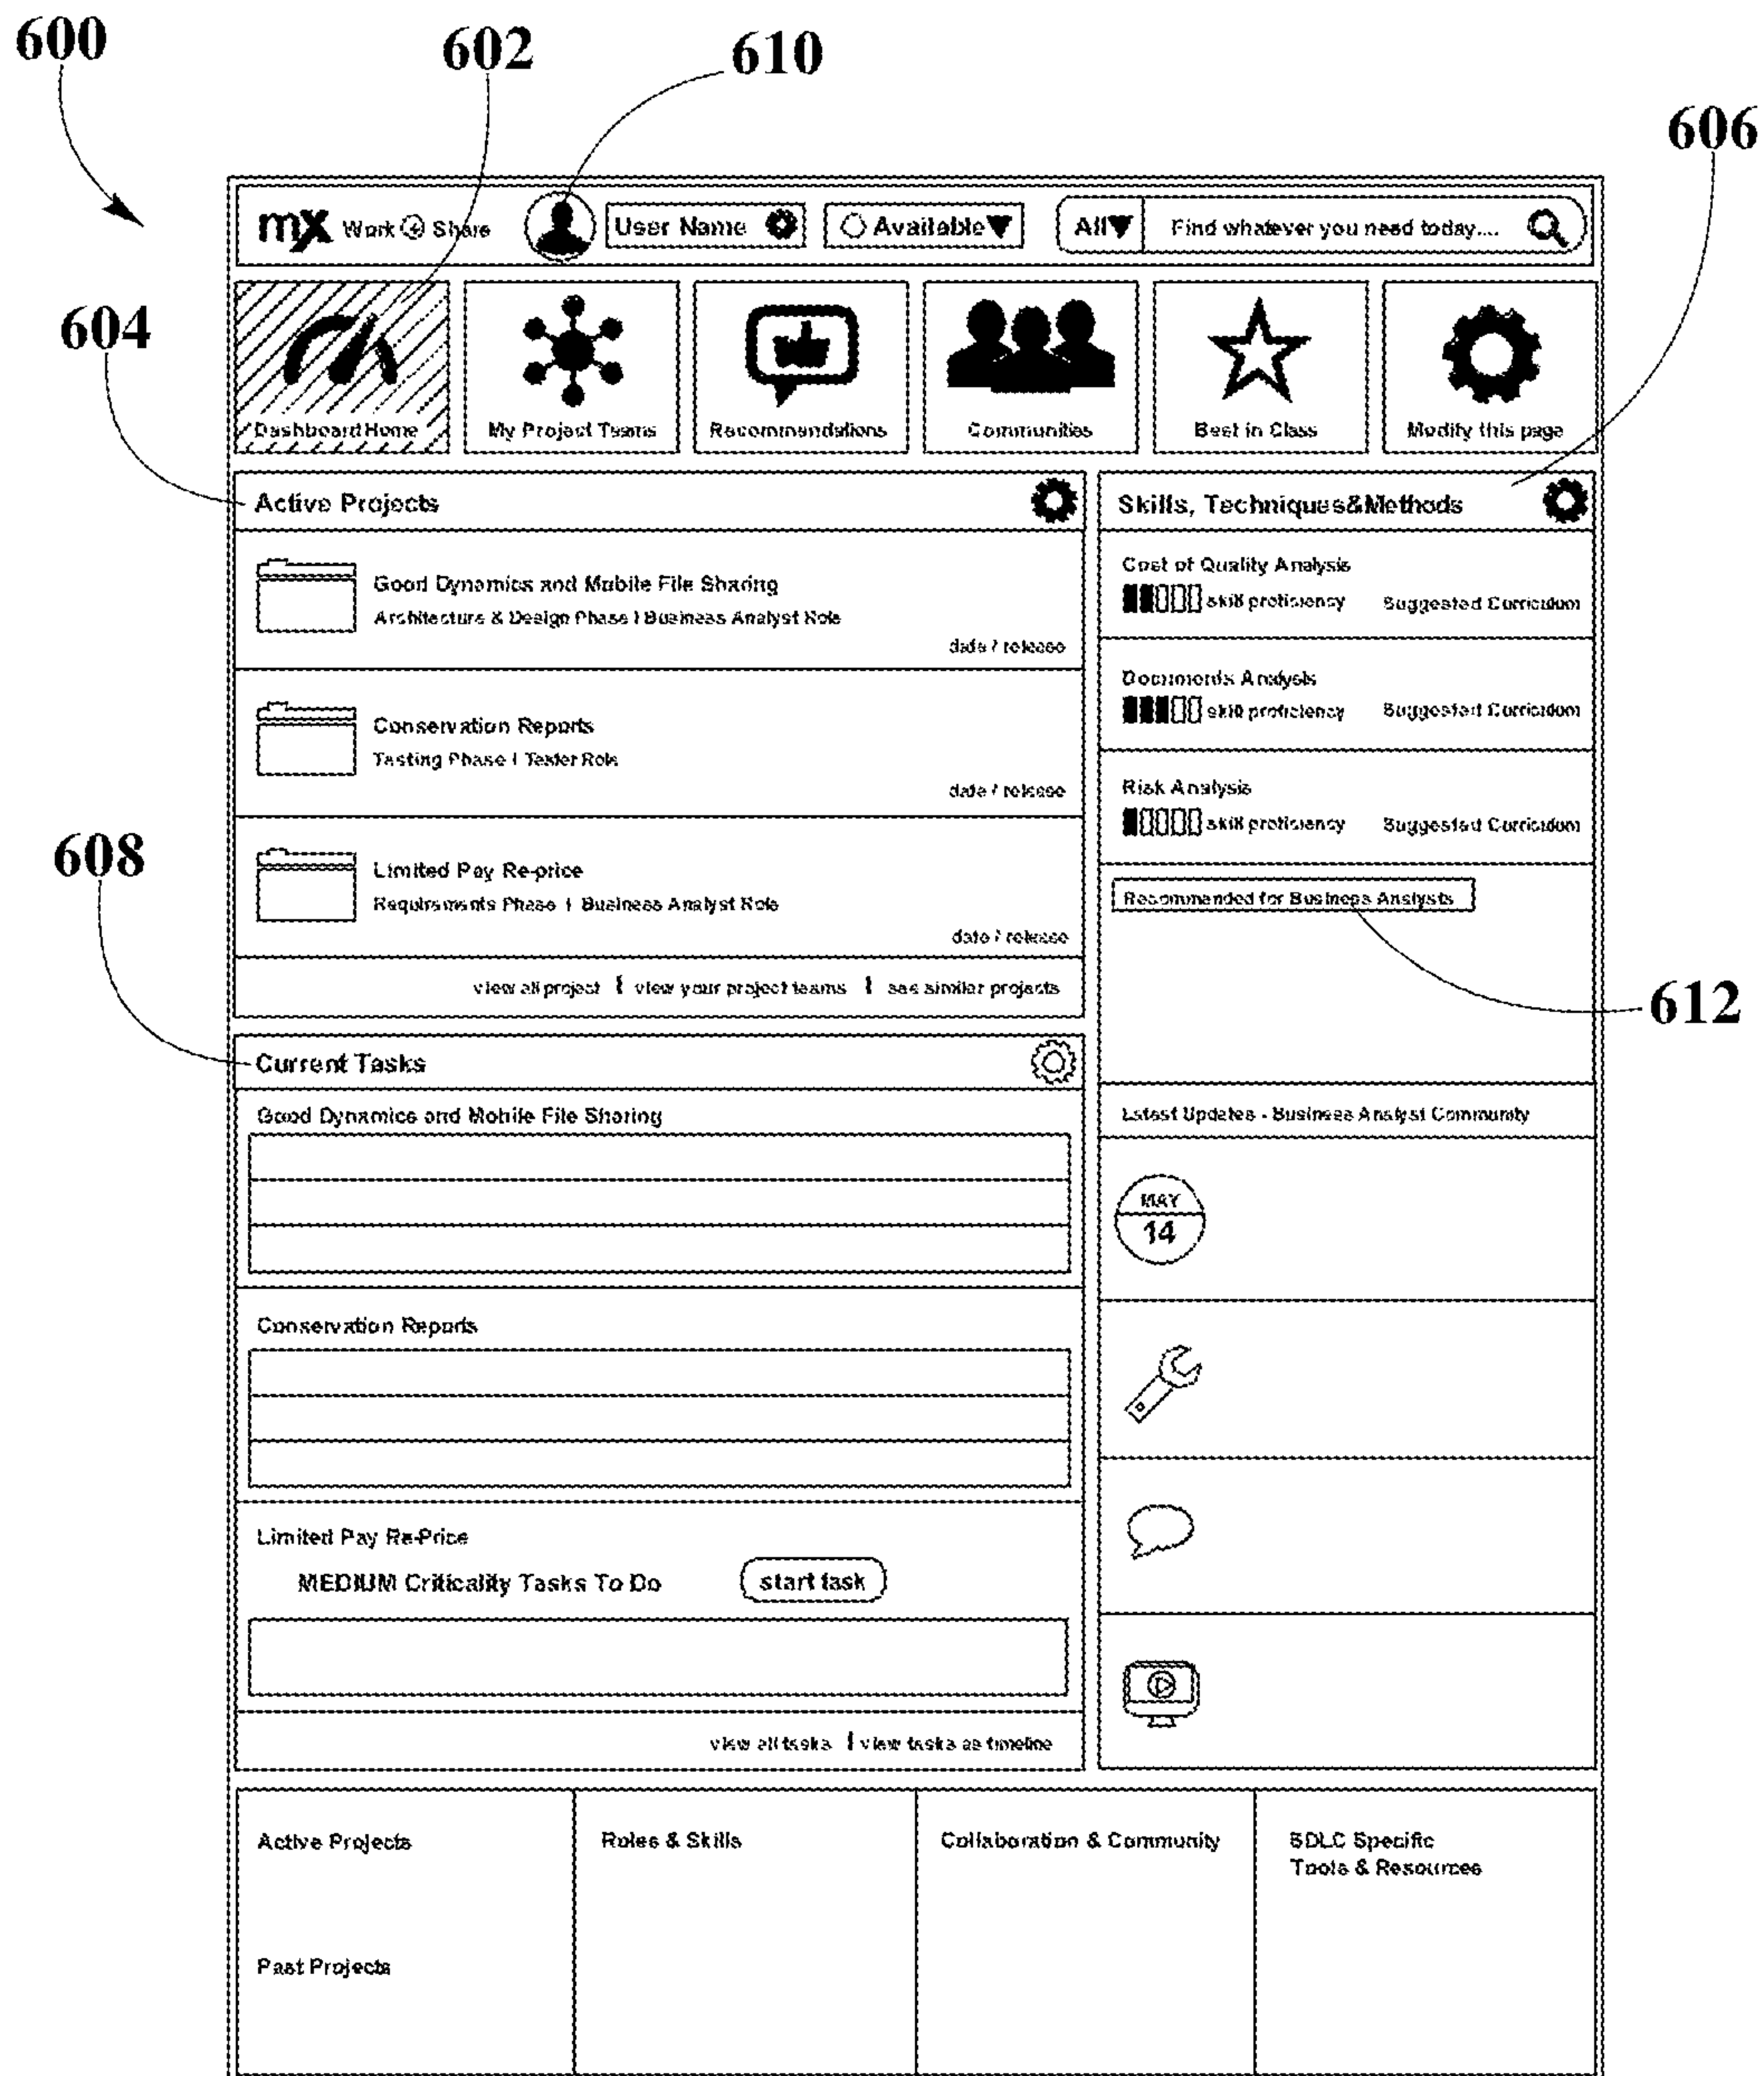 600
602
610
606
mx Work Share
User Name
Available
All
Find whatever you need today....
604
Dashboard Home
My Project Teams
Recommendations
Communities
Best in Class
Modify this page
Active Projects
Good Dynamics and Mobile File Sharing
Architecture & Design Phase | Business Analyst Role
date / release
Conservation Reports
Testing Phase | Tester Role
date / release
608
Limited Pay Re-price
Requirements Phase | Business Analyst Role
date / release
view all project | view your project teams | see similar projects
Skills, Techniques&Methods
Cost of Quality Analysis
skill proficiency Suggested Curriculum
Documents Analysis
skill proficiency Suggested Curriculum
Risk Analysis
skill proficiency Suggested Curriculum
Recommended for Business Analysts
612
Current Tasks
Good Dynamics and Mobile File Sharing
Conservation Reports
Limited Pay Re-Price
MEDIUM Criticality Tasks To Do
start task
view all tasks | view tasks as timeline
Latest Updates - Business Analyst Community
MAY
14
Active Projects
Past Projects
Roles & Skills
Collaboration & Community
SDLC Specific
Tools & Resources